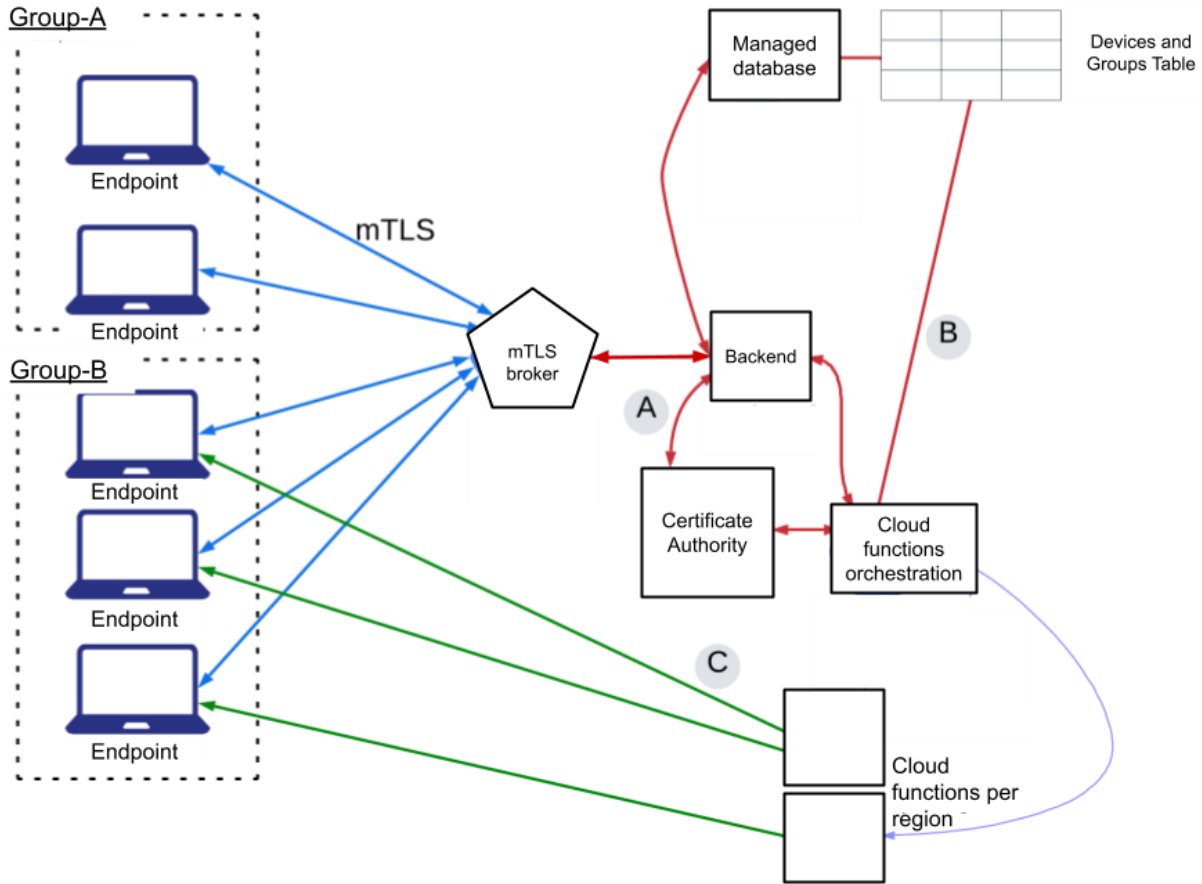 Group-A
Endpoint
Endpoint
mTLS
Group-B
Endpoint
Endpoint
Endpoint
mTLS
broker
Managed
database
Devices and
Groups Table
Backend
A
B
Certificate
Authority
Cloud
functions
orchestration
C
Cloud
functions per
region